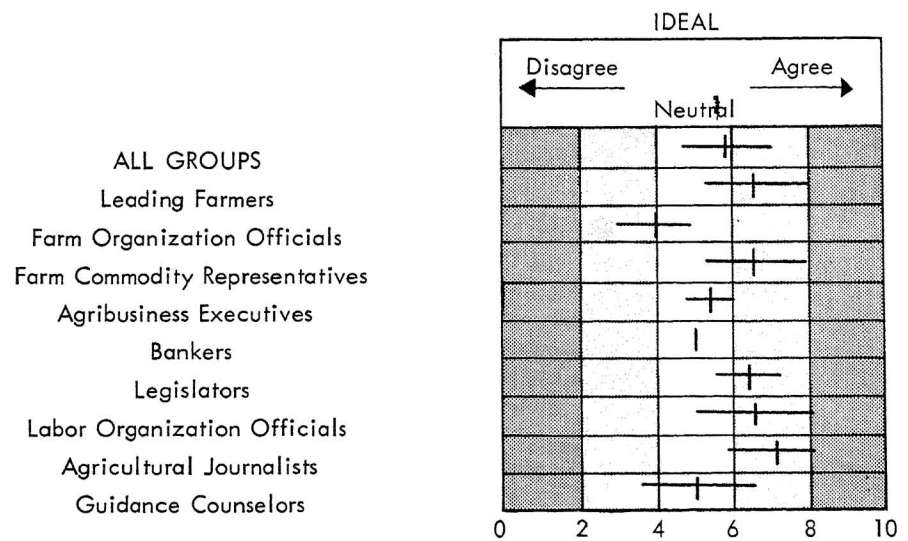 IDEAL
Disagree Agree
Neutral
ALL GROUPS
Leading Farmers
Farm Organization Officials
Farm Commodity Representatives
Agribusiness Executives
Bankers
Legislators
Labor Organization Officials
Agricultural Journalists
Guidance Counselors
0 2 4 6 8 10